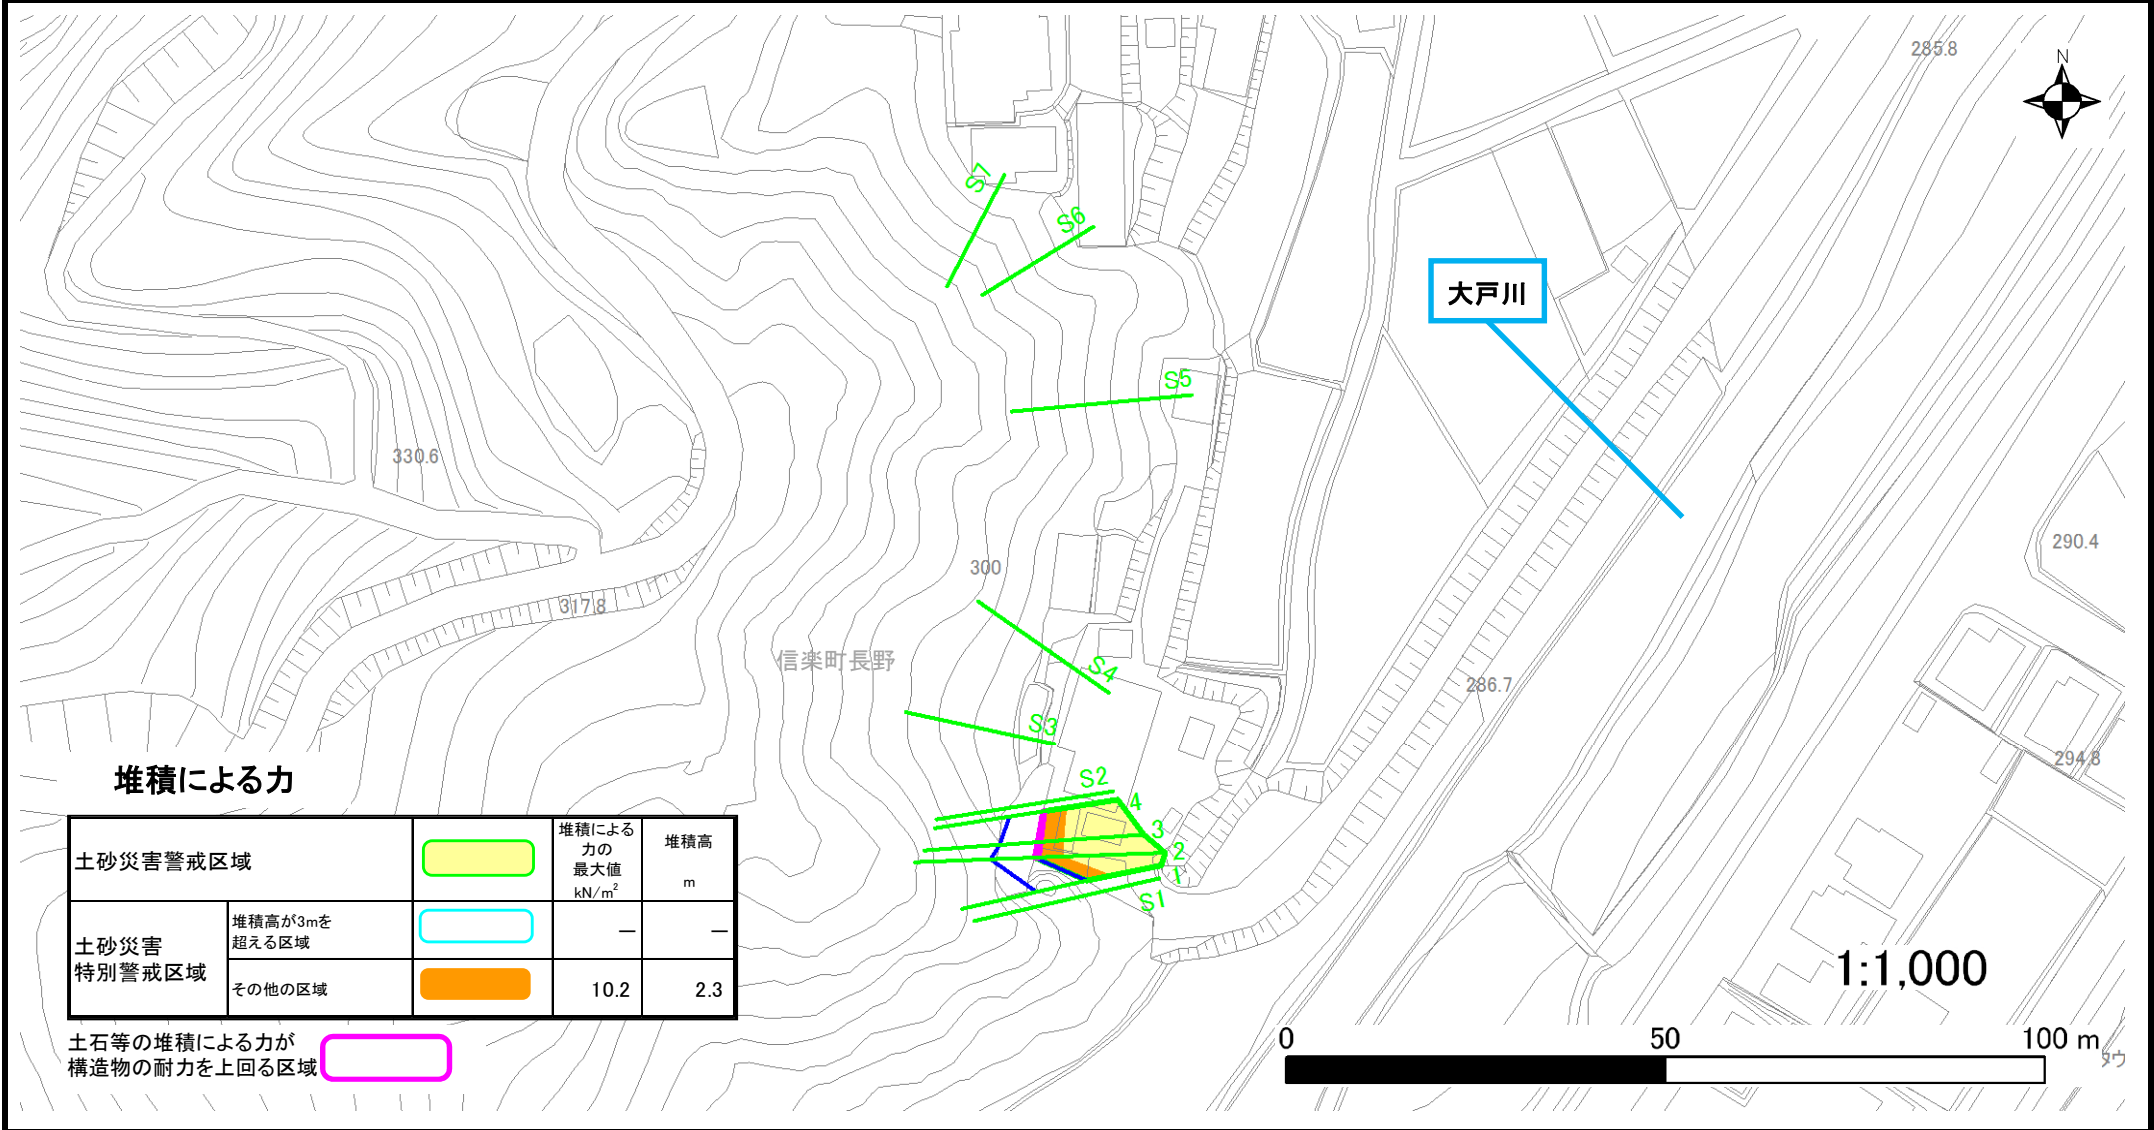 285.8
N
S7
S6
大戸川
S5
330.6
300
290.4
317.8
信楽町長野
S4
286.7
S3
294.8
S2
4
3
2
1
S1
堆積による力
土砂災害警戒区域
堆積による
力の
最大値
kN/m²
堆積高
m
土砂災害
特別警戒区域
堆積高が3mを
超える区域
—
—
その他の区域
10.2
2.3
土石等の堆積による力が
構造物の耐力を上回る区域
1:1,000
0
50
100 m